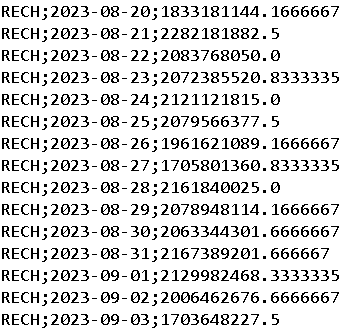 RECH;2023-08-20;1833181144.1666667
RECH;2023-08-21;2282181882.5
RECH;2023-08-22;2083768050.0
RECH;2023-08-23;2072385520.8333335
RECH;2023-08-24;2121121815.0
RECH;2023-08-25;2079566377.5
RECH;2023-08-26;1961621089.1666667
RECH;2023-08-27;1705801360.8333335
RECH;2023-08-28;2161840025.0
RECH;2023-08-29;2078948114.1666667
RECH;2023-08-30;2063344301.6666667
RECH;2023-08-31;2167389201.666667
RECH;2023-09-01;2129982468.3333335
RECH;2023-09-02;2006462676.6666667
RECH;2023-09-03;1703648227.5